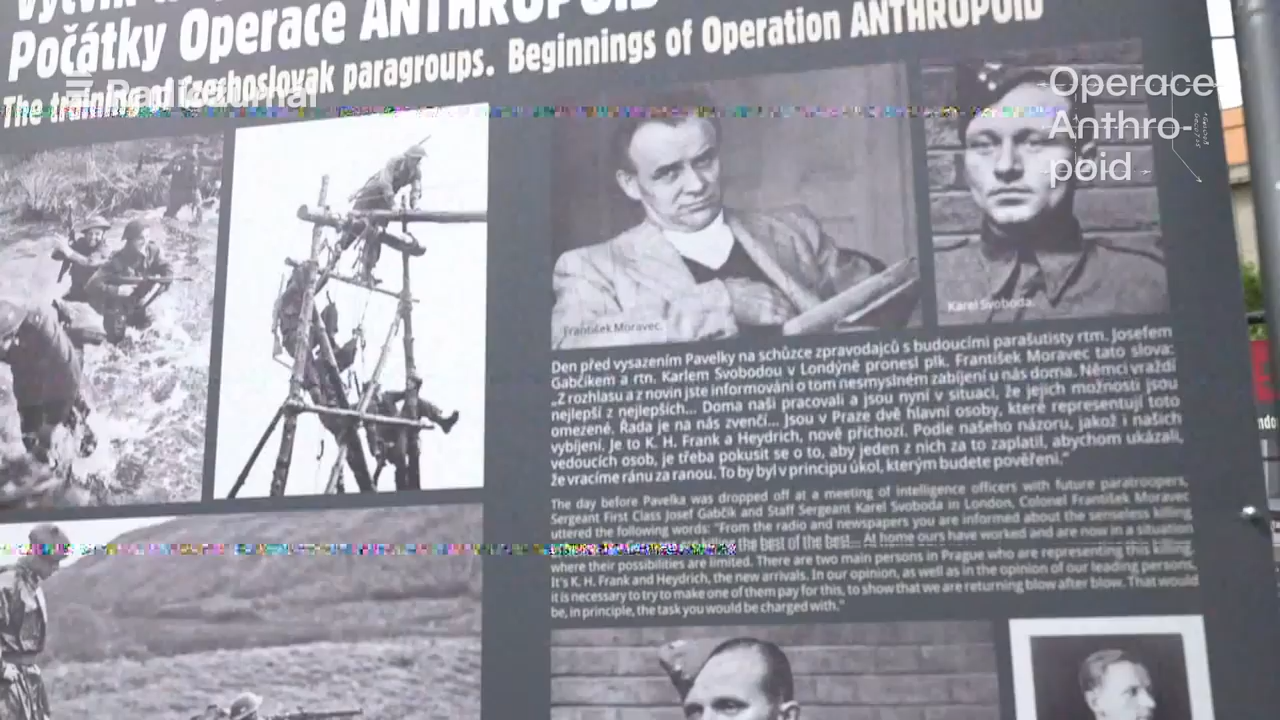 Počátky Operace ANTHROPOID
The training of Czechoslovak paragroups. Beginnings of Operation ANTHROPOID
Operace
Anthro-
poid
František Moravec.
Karel Svoboda.
Den před vysazením Pavelky na schůzce zpravodajců s budoucími parašutisty rtm. Josefem
Gabčíkem a rtn. Karlem Svobodou v Londýně pronesl plk. František Moravec tato slova:
„Z rozhlasu a z novin jste informováni o tom nesmyslném zabíjení u nás doma. Němci vraždí
nejlepší z nejlepších... Doma naši pracovali a jsou nyní v situaci, že jejich možnosti jsou
omezené. Řada je na nás zvenčí... Jsou v Praze dvě hlavní osoby, které representují toto
vybíjení. Je to K. H. Frank a Heydrich, nově příchozí. Podle našeho názoru, jakož i našich
vedoucích osob, je třeba pokusit se o to, aby jeden z nich za to zaplatil, abychom ukázali,
že vracíme ránu za ranou. To by byl v principu úkol, kterým budete pověřeni.“
The day before Pavelka was dropped off at a meeting of intelligence officers with future paratroopers,
Sergeant First Class Josef Gabčík and Staff Sergeant Karel Svoboda in London, Colonel František Moravec
uttered the following words: "From the radio and newspapers you are informed about the senseless killing
the best of the best... At home ours have worked and are now in a situation
where their possibilities are limited. There are two main persons in Prague who are representing this killing.
It's K. H. Frank and Heydrich, the new arrivals. In our opinion, as well as in the opinion of our leading persons,
it is necessary to try to make one of them pay for this, to show that we are returning blow after blow. That would
be, in principle, the task you would be charged with."